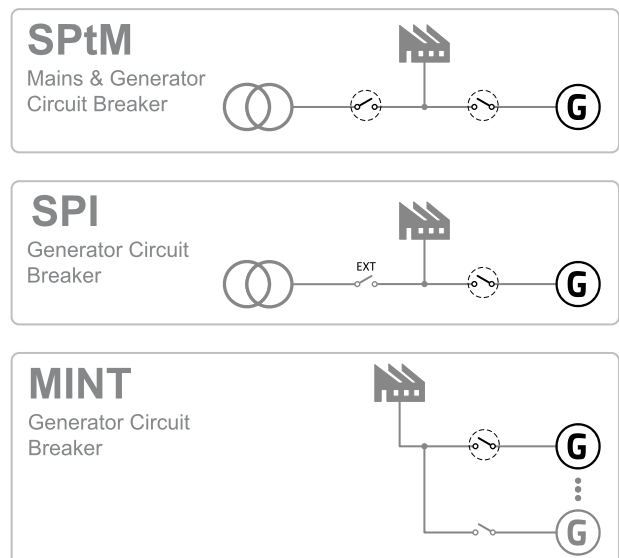 SPtM
Mains & Generator
Circuit Breaker
G
SPI
Generator Circuit
Breaker
EXT
G
MINT
Generator Circuit
Breaker
G
G